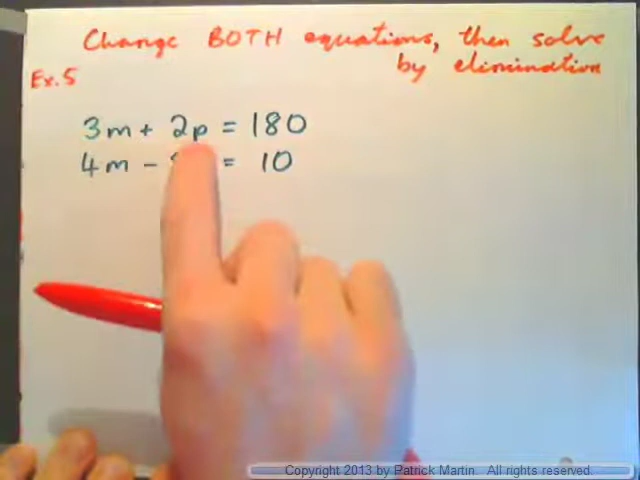 Change BOTH equations, then solve
by elimination
Ex.5
3m + 2p = 180
4m - = 10
Copyright 2013 by Patrick Martin. All rights reserved.